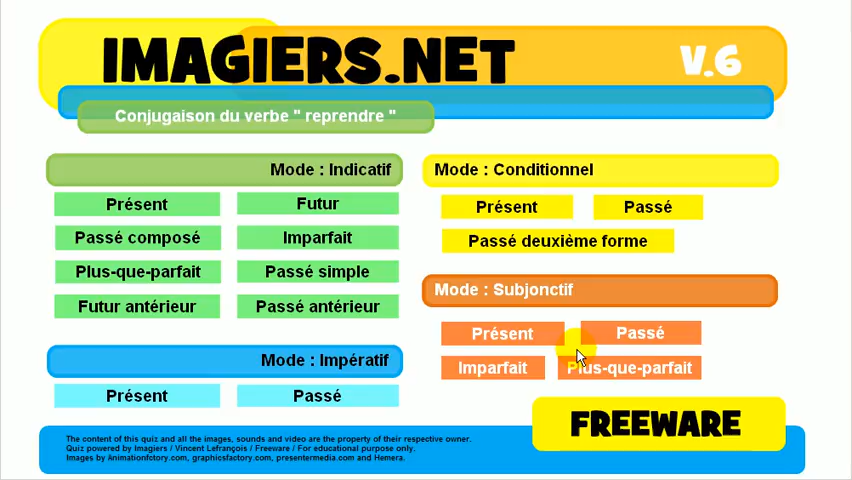 IMAGIERS.NET
V.6
Conjugaison du verbe " reprendre "
Mode : Indicatif
Présent
Futur
Passé composé
Imparfait
Plus-que-parfait
Passé simple
Futur antérieur
Passé antérieur
Mode : Impératif
Présent
Passé
Mode : Conditionnel
Présent
Passé
Passé deuxième forme
Mode : Subjonctif
Présent
Passé
Imparfait
Plus-que-parfait
FREEWARE
The content of this quiz and all the images, sounds and video are the property of their respective owner.
Quiz powered by Imagiers / Vincent Lefrançois / Freeware / For educational purpose only.
Images by Animationfctory.com, graphicsfactory.com, presentermedia.com and Hemera.